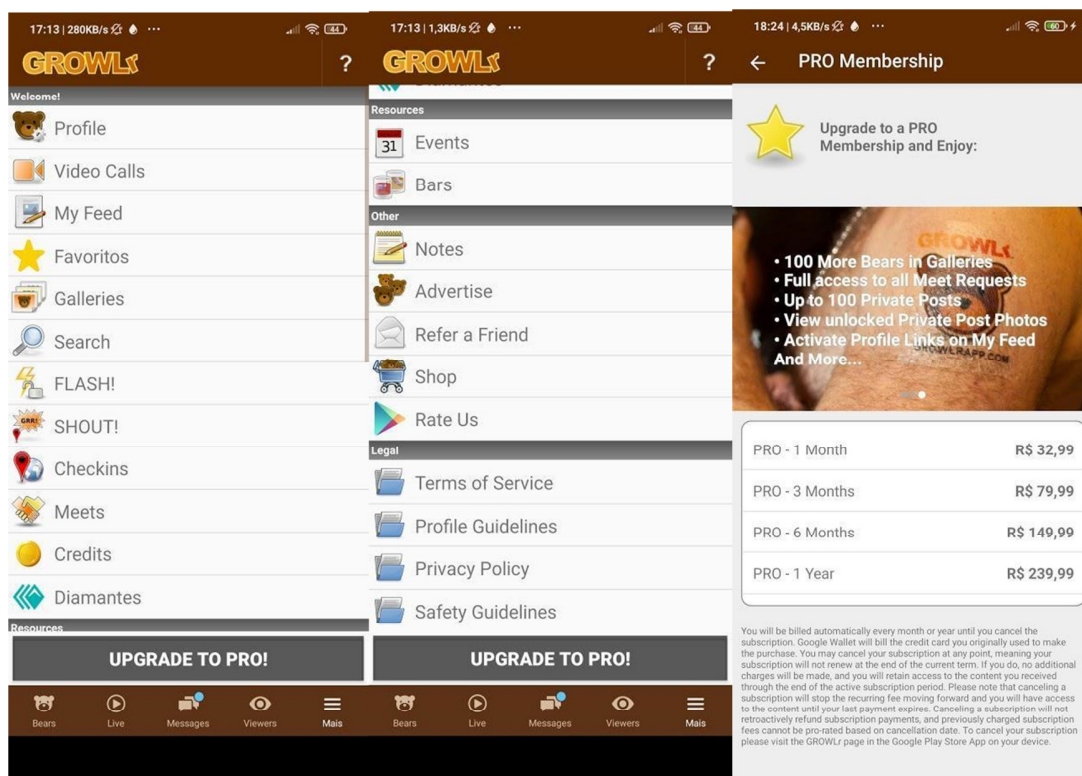 17:13 | 280KB/s
44
GROWLr
?
Welcome!
Profile
Video Calls
My Feed
Favoritos
Galleries
Search
FLASH!
GRR!
SHOUT!
Checkins
Meets
Credits
Diamantes
Resources
UPGRADE TO PRO!
Bears
Live
Messages
Viewers
Mais
17:13 | 1,3KB/s
44
GROWLr
?
Diamantes
Resources
31
Events
Bars
Other
Notes
Advertise
Refer a Friend
Shop
Rate Us
Legal
Terms of Service
Profile Guidelines
Privacy Policy
Safety Guidelines
UPGRADE TO PRO!
Bears
Live
Messages
Viewers
Mais
18:24 | 4,5KB/s
60
PRO Membership
Upgrade to a PRO
Membership and Enjoy:
GROWLr
• 100 More Bears in Galleries
• Full access to all Meet Requests
• Up to 100 Private Posts
• View unlocked Private Post Photos
• Activate Profile Links on My Feed
GROWLRAPP.COM
And More...
PRO - 1 Month R$ 32,99
PRO - 3 Months R$ 79,99
PRO - 6 Months R$ 149,99
PRO - 1 Year R$ 239,99
You will be billed automatically every month or year until you cancel the
subscription. Google Wallet will bill the credit card you originally used to make
the purchase. You may cancel your subscription at any point, meaning your
subscription will not renew at the end of the current term. If you do, no additional
charges will be made, and you will retain access to the content you received
through the end of the active subscription period. Please note that canceling a
subscription will stop the recurring fee moving forward and you will have access
to the content until your last payment expires. Canceling a subscription will not
retroactively refund subscription payments, and previously charged subscription
fees cannot be pro-rated based on cancellation date. To cancel your subscription
please visit the GROWLr page in the Google Play Store App on your device.